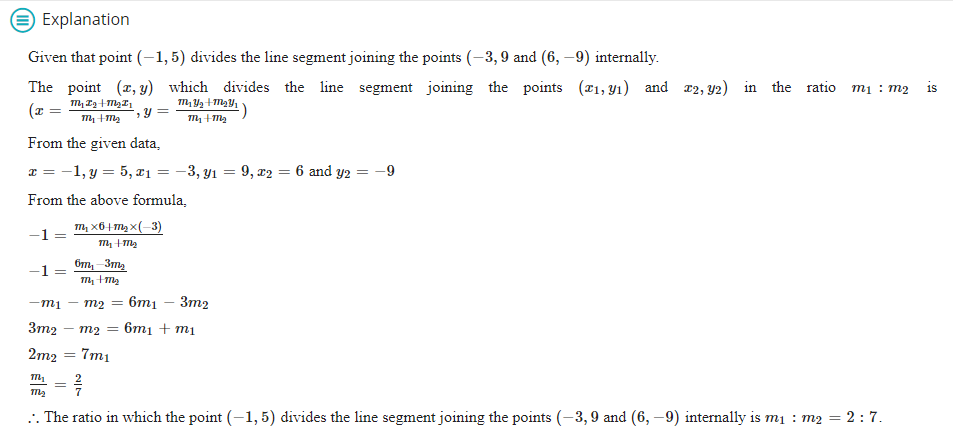 Explanation
Given that point (−1, 5) divides the line segment joining the points (−3, 9 and (6, −9) internally.
The point (x, y) which divides the line segment joining the points (x₁, y₁) and x₂, y₂) in the ratio m₁ : m₂ is
(x = \frac{m₁x₂+m₂x₁}{m₁+m₂}, y = \frac{m₁y₂+m₂y₁}{m₁+m₂})
From the given data,
x = −1, y = 5, x₁ = −3, y₁ = 9, x₂ = 6 and y₂ = −9
From the above formula,
−1 = \frac{m₁×6+m₂×(−3)}{m₁+m₂}
−1 = \frac{6m₁−3m₂}{m₁+m₂}
−m₁ − m₂ = 6m₁ − 3m₂
3m₂ − m₂ = 6m₁ + m₁
2m₂ = 7m₁
\frac{m₁}{m₂} = \frac{2}{7}
∴ The ratio in which the point (−1, 5) divides the line segment joining the points (−3, 9 and (6, −9) internally is m₁ : m₂ = 2 : 7.